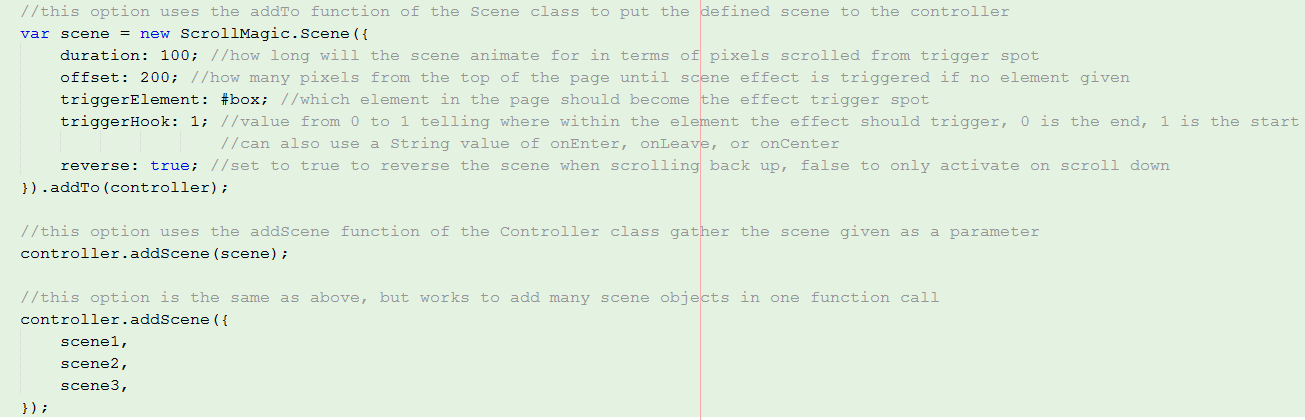 //this option uses the addTo function of the Scene class to put the defined scene to the controller
var scene = new ScrollMagic.Scene({
    duration: 100; //how long will the scene animate for in terms of pixels scrolled from trigger spot
    offset: 200; //how many pixels from the top of the page until scene effect is triggered if no element given
    triggerElement: #box; //which element in the page should become the effect trigger spot
    triggerHook: 1; //value from 0 to 1 telling where within the element the effect should trigger, 0 is the end, 1 is the start
                    //can also use a String value of onEnter, onLeave, or onCenter
    reverse: true; //set to true to reverse the scene when scrolling back up, false to only activate on scroll down
}).addTo(controller);

//this option uses the addScene function of the Controller class gather the scene given as a parameter
controller.addScene(scene);

//this option is the same as above, but works to add many scene objects in one function call
controller.addScene({
    scene1,
    scene2,
    scene3,
});